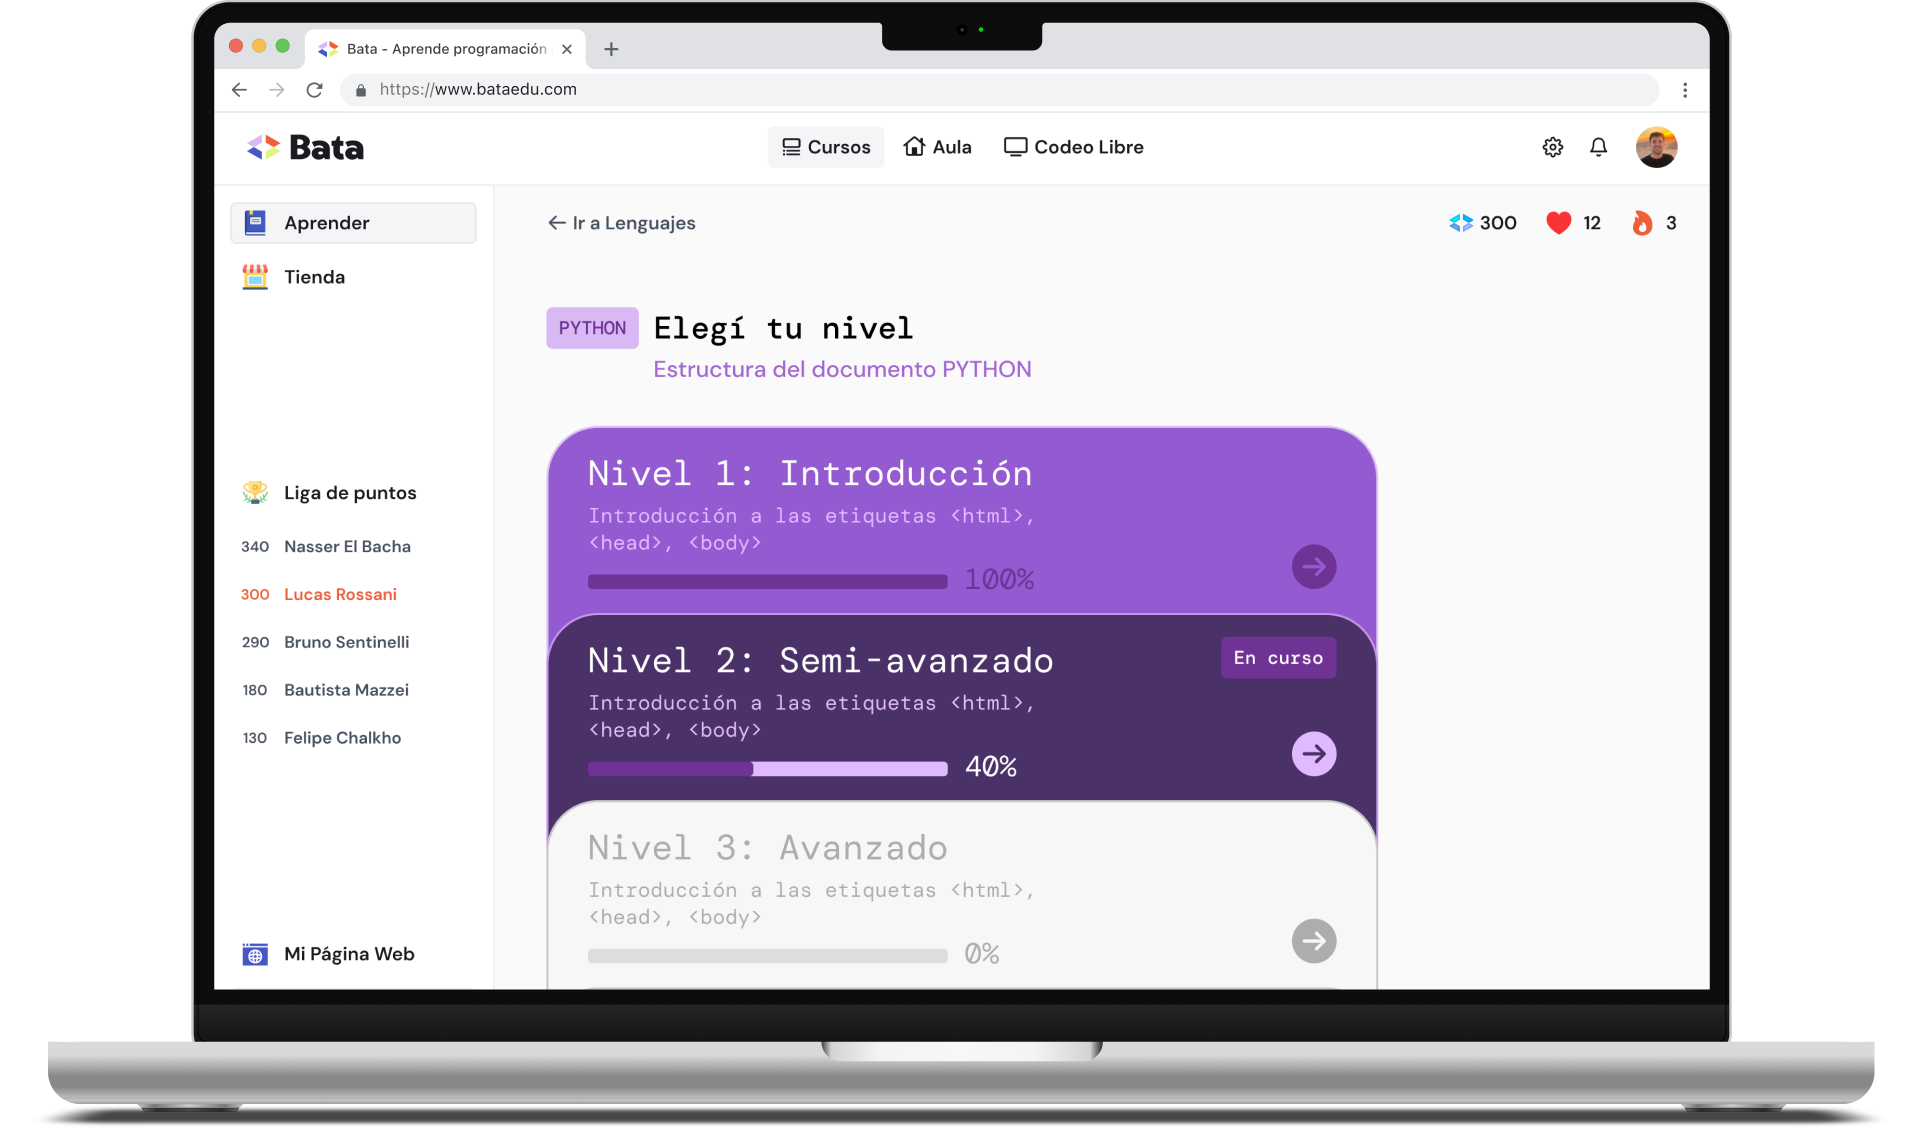 Bata - Aprende programación
https://www.bataedu.com
Bata
Cursos
Aula
Codeo Libre
Aprender
Tienda
Liga de puntos
340 Nasser El Bacha
300 Lucas Rossani
290 Bruno Sentinelli
180 Bautista Mazzei
130 Felipe Chalkho
Mi Página Web
Ir a Lenguajes
300
12
3
PYTHON
Elegí tu nivel
Estructura del documento PYTHON
Nivel 1: Introducción
Introducción a las etiquetas <html>,
<head>, <body>
100%
Nivel 2: Semi-avanzado
En curso
Introducción a las etiquetas <html>,
<head>, <body>
40%
Nivel 3: Avanzado
Introducción a las etiquetas <html>,
<head>, <body>
0%